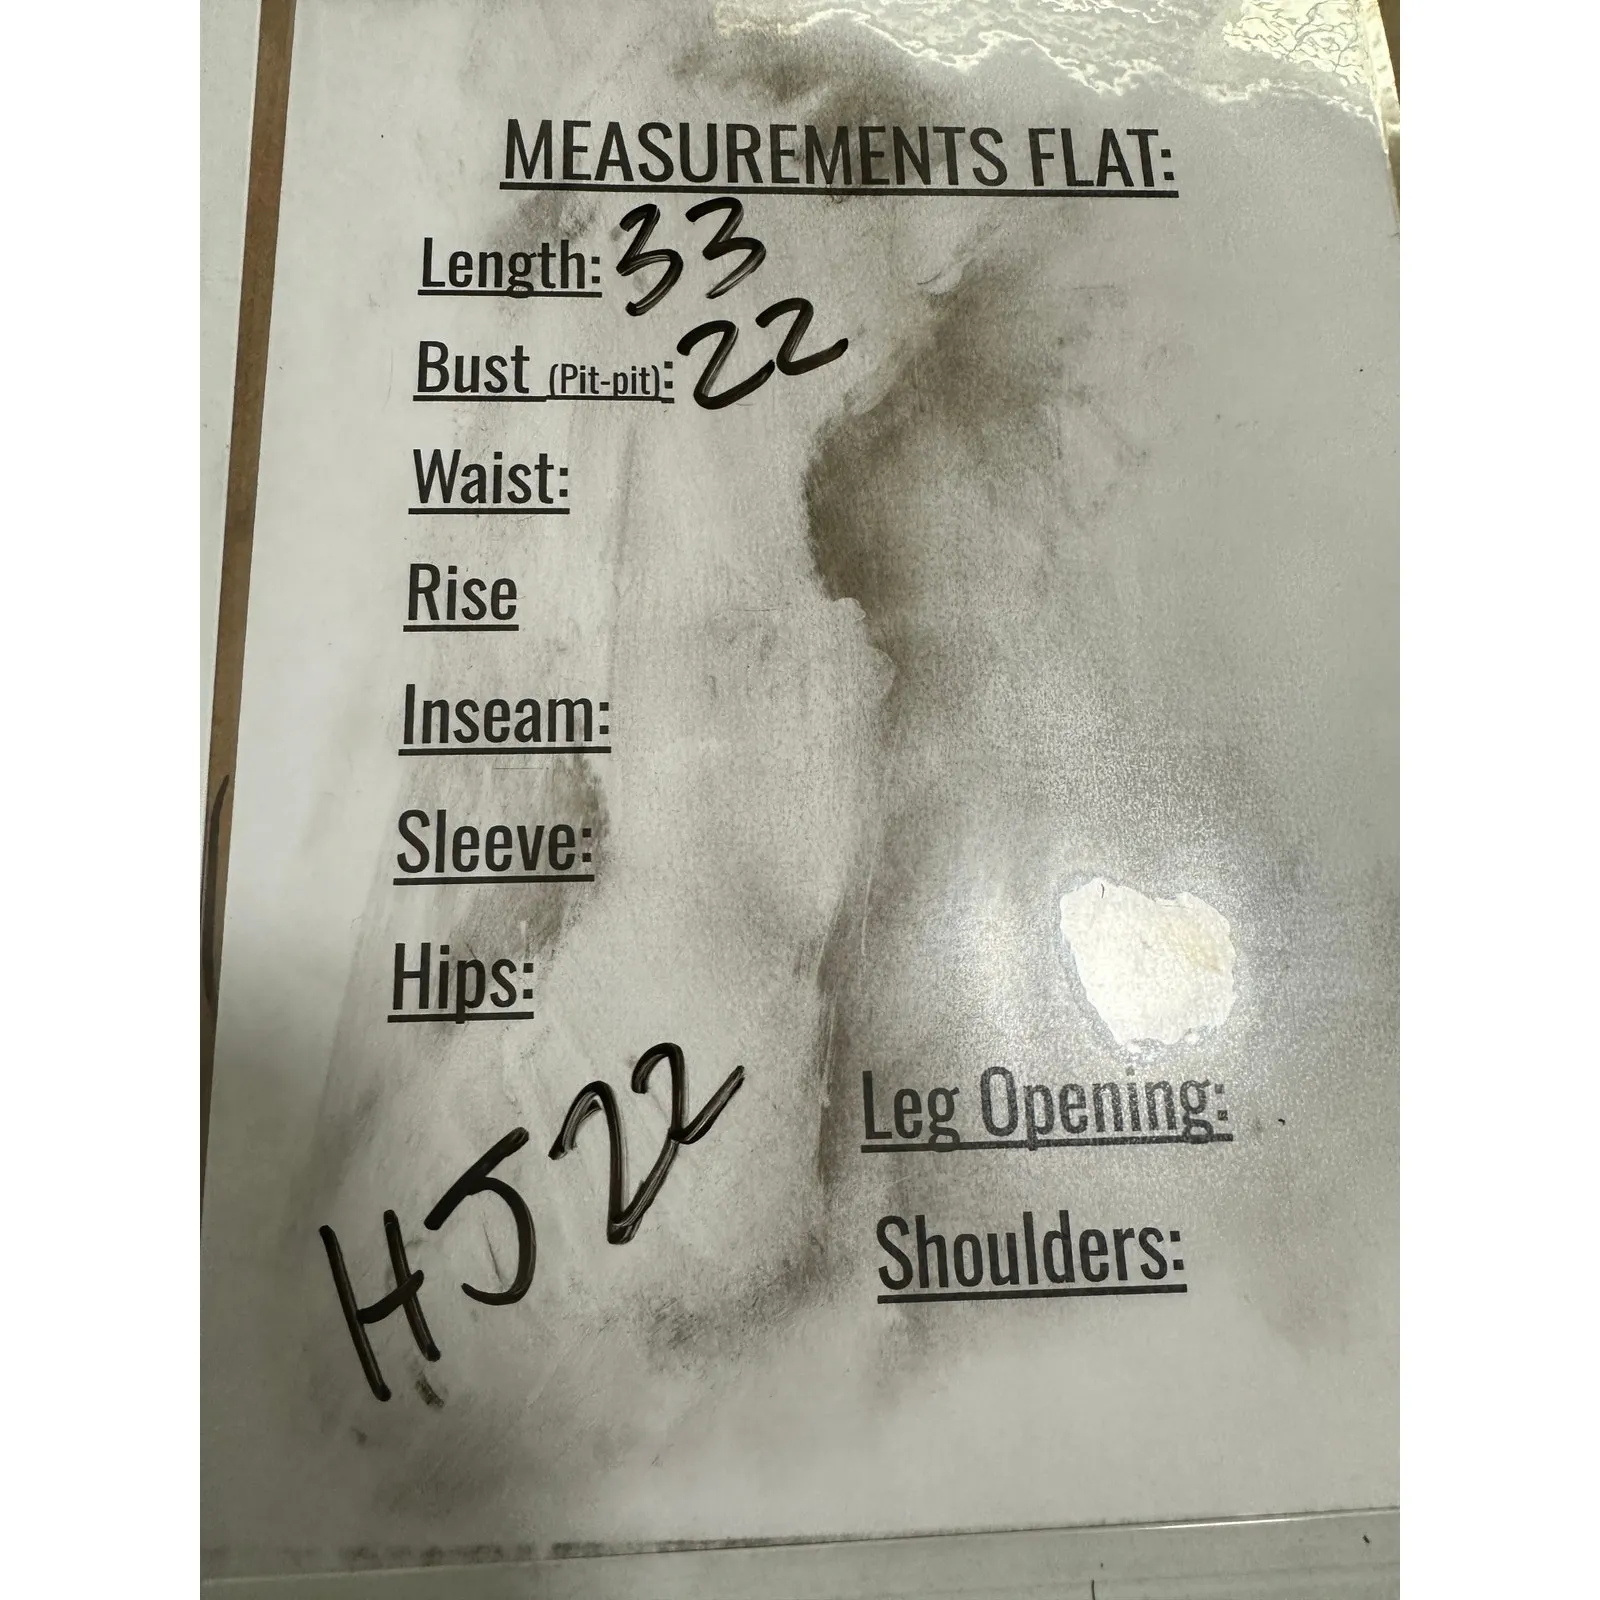 MEASUREMENTS FLAT:
Length: 33
Bust (Pit-pit): 22
Waist:
Rise
Inseam:
Sleeve:
Hips:
HJ22
Leg Opening:
Shoulders: